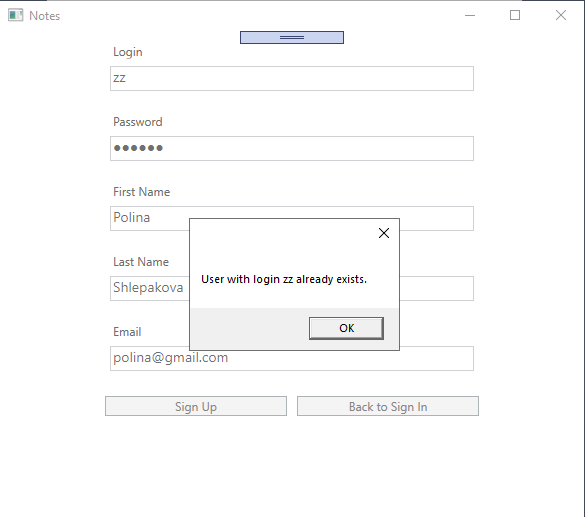 Notes
Login
zz
Password
●●●●●●
First Name
Polina
Last Name
Shlepakova
Email
polina@gmail.com
User with login zz already exists.
OK
Sign Up
Back to Sign In